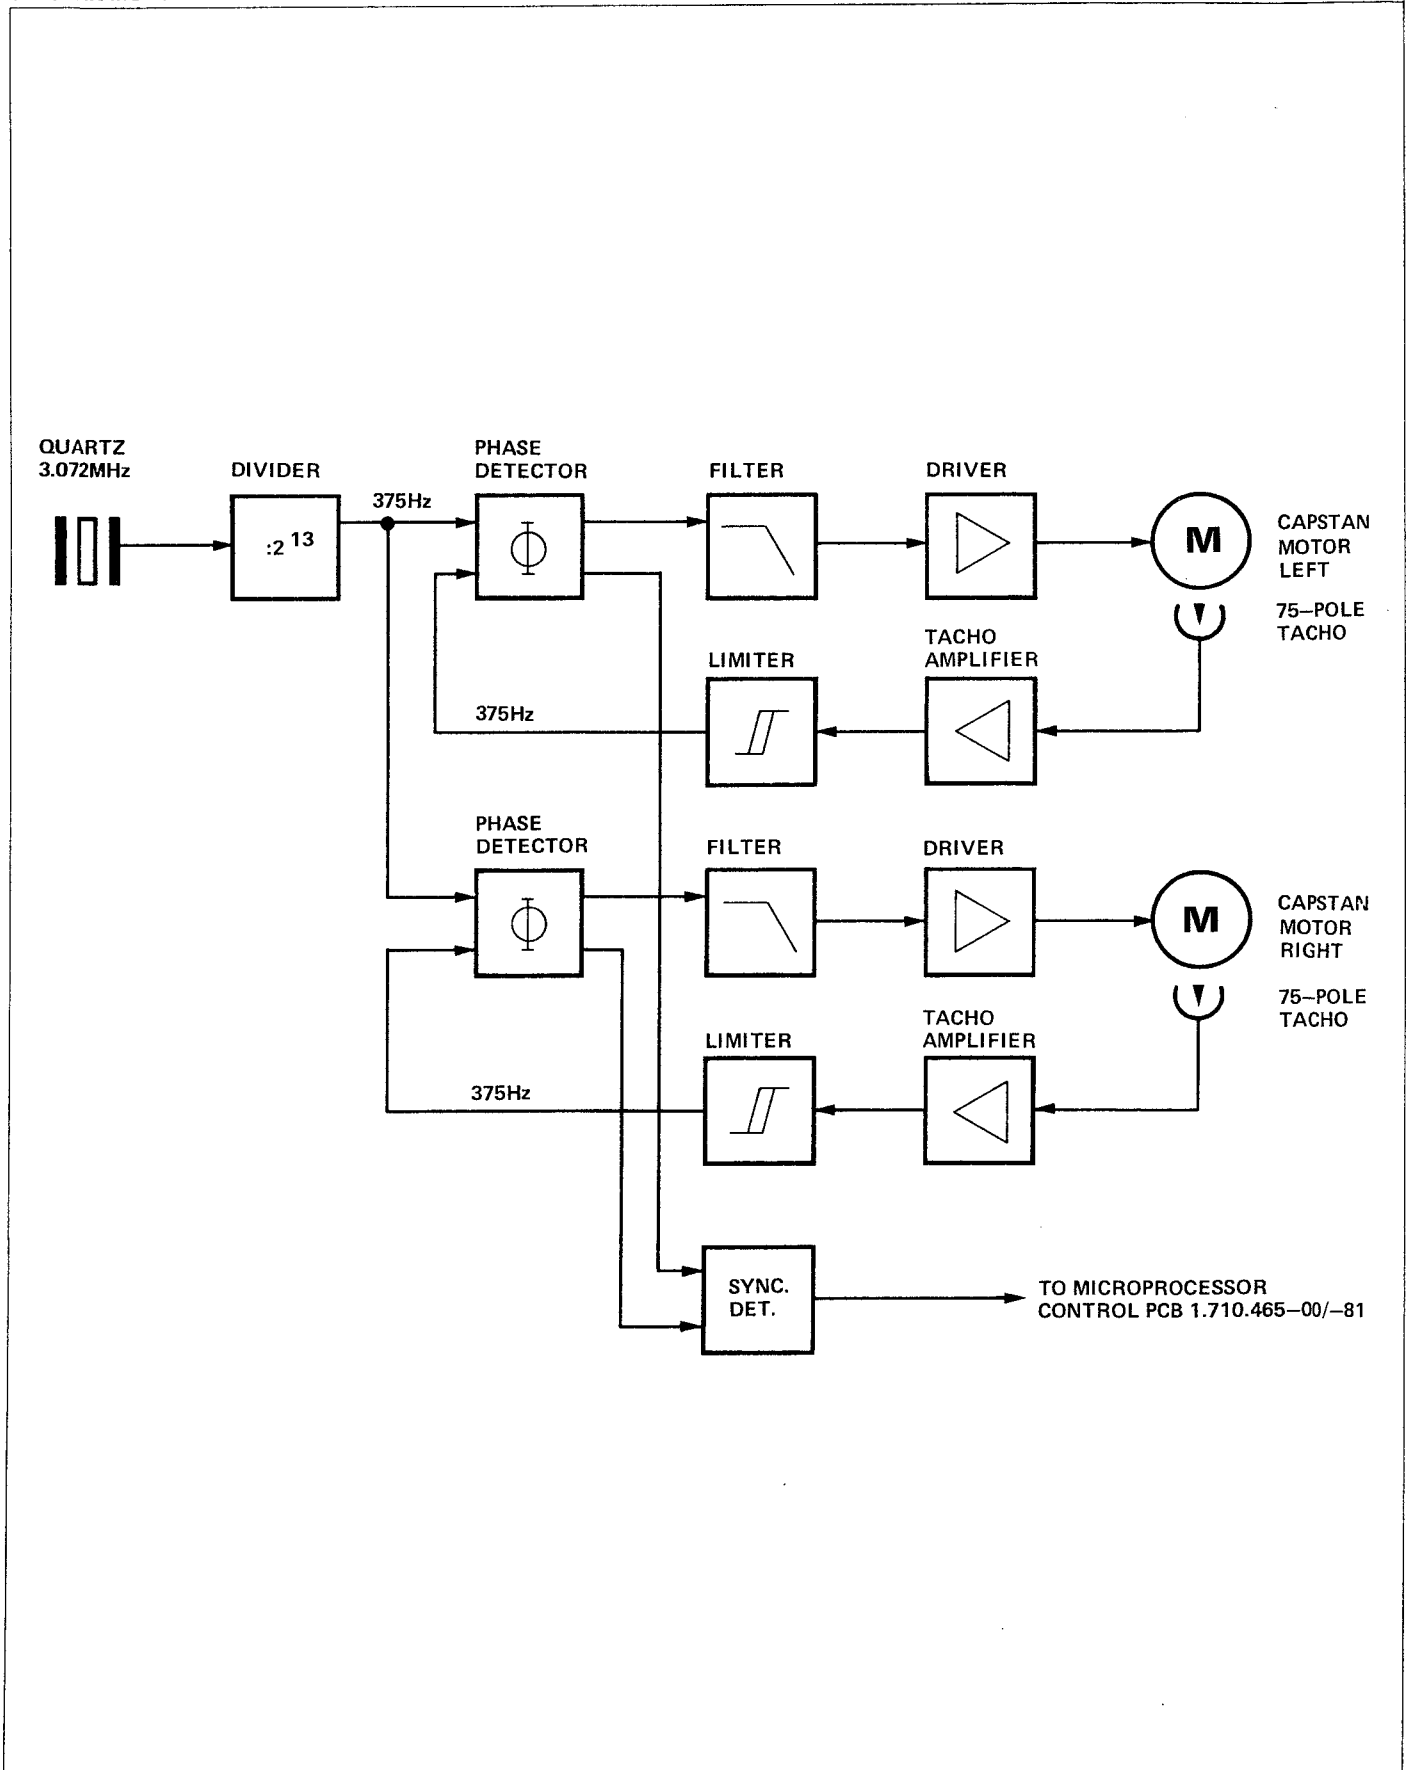 QUARTZ
3.072MHz
DIVIDER
:2 13
375Hz
PHASE
DETECTOR
FILTER
DRIVER
M
CAPSTAN
MOTOR
LEFT
75–POLE
TACHO
LIMITER
TACHO
AMPLIFIER
375Hz
PHASE
DETECTOR
FILTER
DRIVER
M
CAPSTAN
MOTOR
RIGHT
75–POLE
TACHO
LIMITER
TACHO
AMPLIFIER
375Hz
SYNC.
DET.
TO MICROPROCESSOR
CONTROL PCB 1.710.465–00/–81